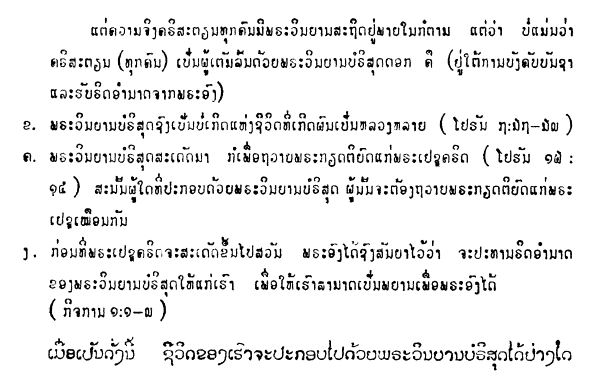 ແຕ່ຄວາມຈິງຄຣິສະຕຽນທຸກຄົນມີພຣະວິນຍານສະຖິດຢູ່ພາຍໃນກໍຕາມ ແຕ່ວ່າ ບໍ່ແມ່ນວ່າ
ຄຣິສະຕຽນ (ທຸກຄົນ) ເປັນຜູ້ເຕັມລົ້ນດ້ວຍພຣະວິນຍານບໍຣິສຸດດອກ ຄື (ຢູ່ໃຕ້ການບັງຄັບບັນຊາ
ແລະຮັບຣິດອຳນາດຈາກພຣະອົງ)
ຂ. ພຣະວິນຍານບໍຣິສຸດຊົງເປັນບໍ່ເກີດແຫ່ງຊີວິດທີ່ເກີດຜົນເປັນຫລວງຫລາຍ ( ໂຢຮັນ ໗:໓໗-໓໙ )
ຄ. ພຣະວິນຍານບໍຣິສຸດສະເດັດມາ ກໍເພື່ອຖວາຍພຣະກຽດຕິຍົດແກ່ພຣະເຢຊູຄຣິດ ( ໂຢຮັນ ໑໖ :
໑໔ ) ສະນັ້ນຜູ້ໃດທີ່ປະກອບດ້ວຍພຣະວິນຍານບໍຣິສຸດ ຜູ້ນັ້ນຈະຕ້ອງຖວາຍພຣະກຽດຕິຍົດແກ່ພຣະ
ເຢຊູເໝືອນກັນ
ງ. ກ່ອນທີ່ພຣະເຢຊູຄຣິດຈະສະເດັດຂຶ້ນໄປສວັນ ພຣະອົງໄດ້ຊົງສັນຍາໄວ້ວ່າ ຈະປະທານຣິດອຳນາດ
ຂອງພຣະວິນຍານບໍຣິສຸດໃຫ້ແກ່ເຮົາ ເພື່ອໃຫ້ເຮົາສາມາດເປັນພຍານເພື່ອພຣະອົງໄດ້
( ກິຈການ ໑:໑-໙ )
ເມື່ອເປັນດັ່ງນີ້ ຊີວິດຂອງເຮົາຈະປະກອບໄປດ້ວຍພຣະວິນຍານບໍຣິສຸດໄດ້ຢ່າງໃດ